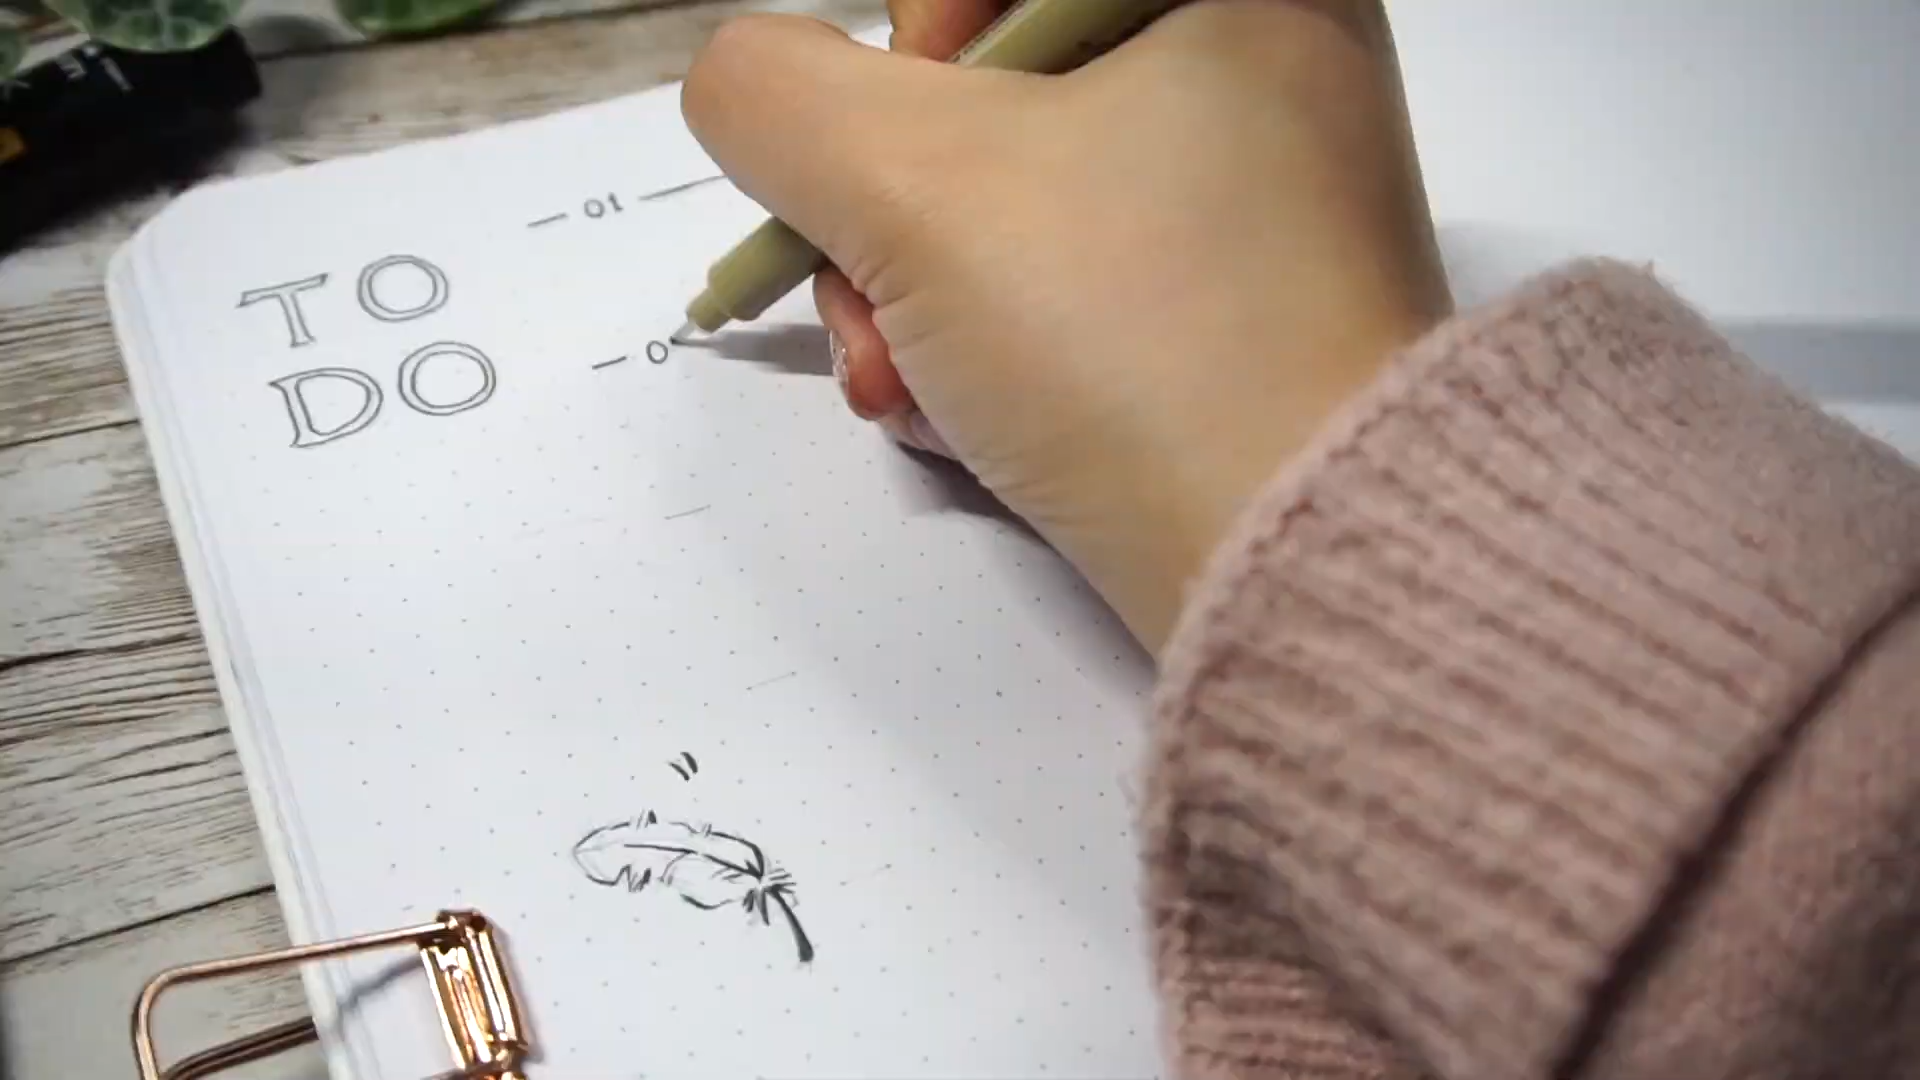 TO
DO
— 01 —
— 0